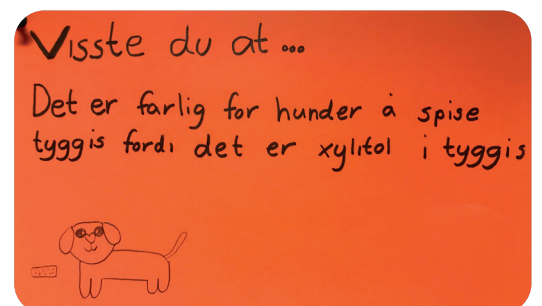 Visste du at...
Det er farlig for hunder å spise
tyggis fordi det er xylitol i tyggis